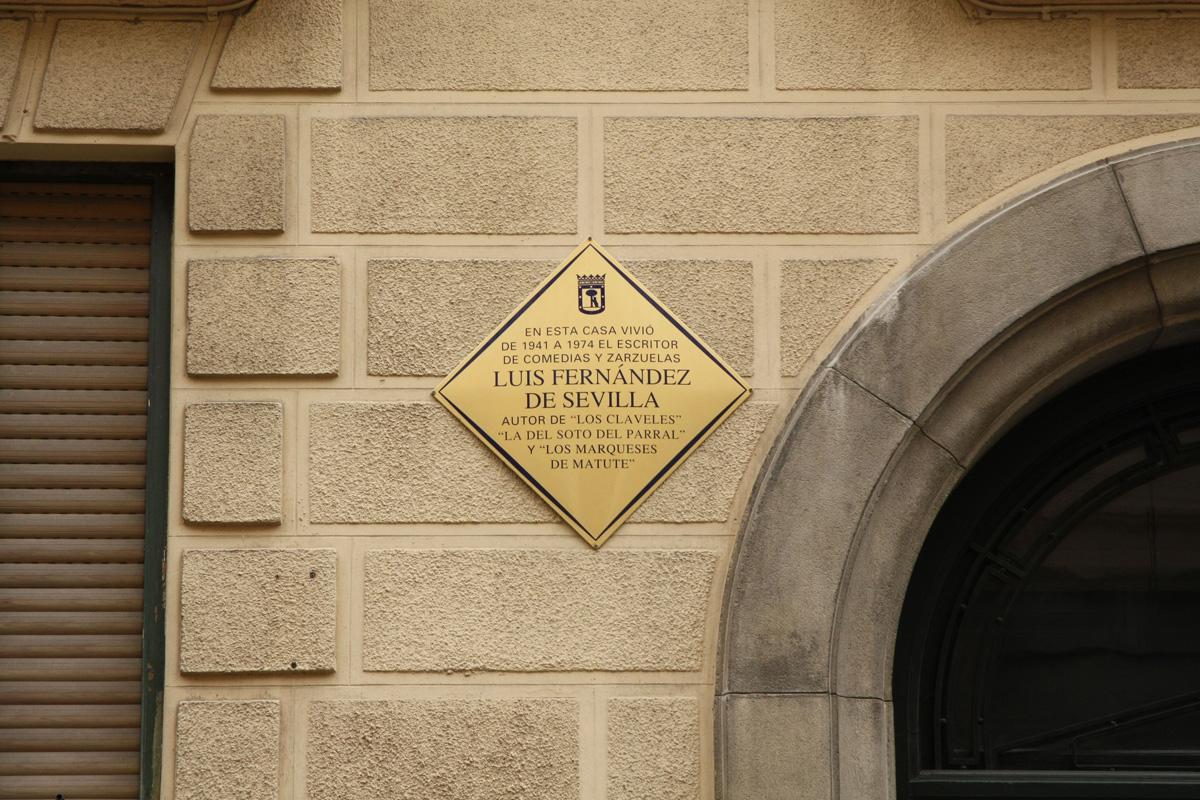 EN ESTA CASA VIVIÓ
DE 1941 A 1974 EL ESCRITOR
DE COMEDIAS Y ZARZUELAS
LUIS FERNÁNDEZ
DE SEVILLA
AUTOR DE “LOS CLAVELES”
“LA DEL SOTO DEL PARRAL”
Y “LOS MARQUESES
DE MATUTE”